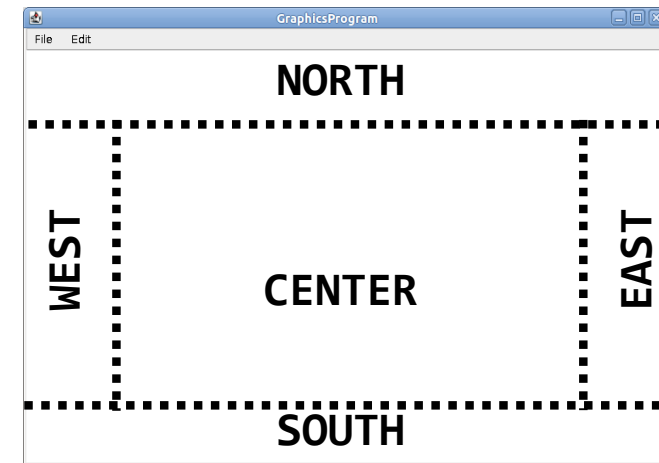 GraphicsProgram
File Edit
NORTH
WEST
CENTER
EAST
SOUTH